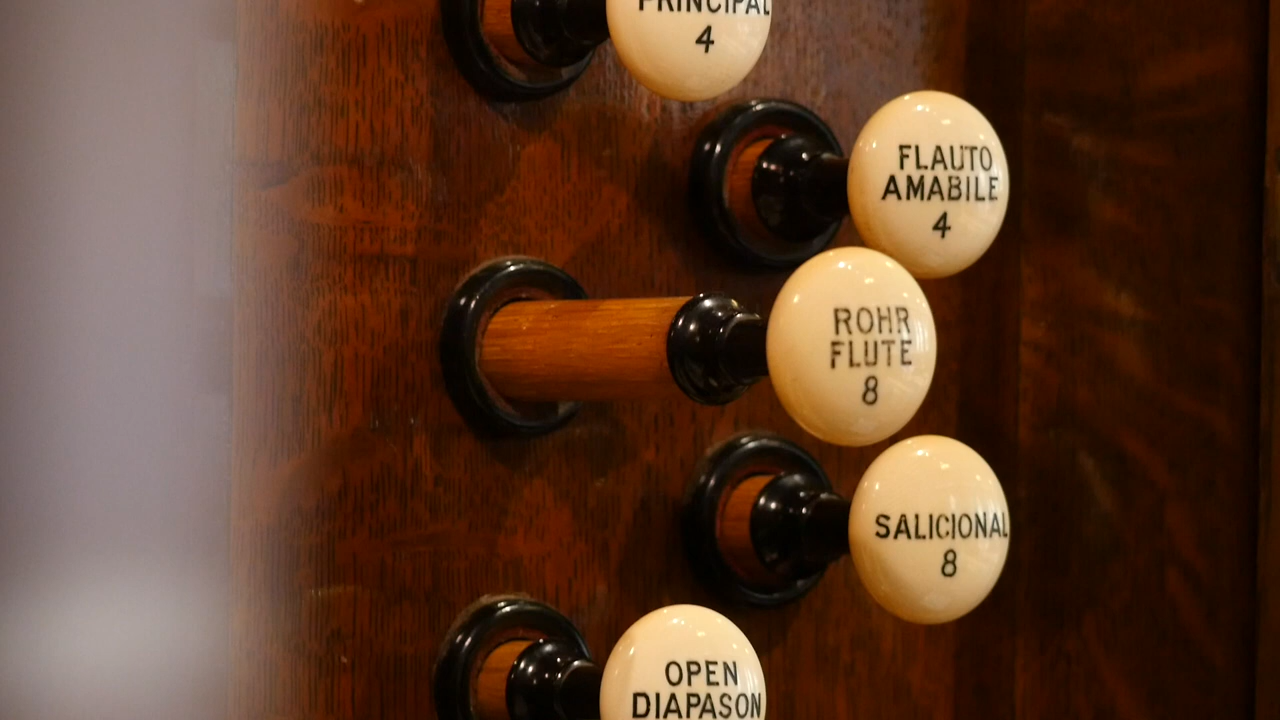 PRINCIPAL
4
FLAUTO
AMABILE
4
ROHR
FLUTE
8
SALICIONAL
8
OPEN
DIAPASON